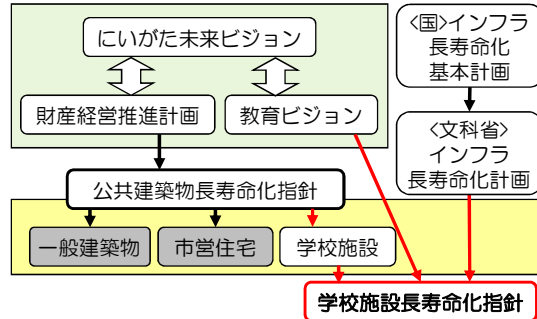 にいがた未来ビジョン
財産経営推進計画
教育ビジョン
〈国〉インフラ
長寿命化
基本計画
〈文科省〉
インフラ
長寿命化計画
公共建築物長寿命化指針
一般建築物
市営住宅
学校施設
学校施設長寿命化指針